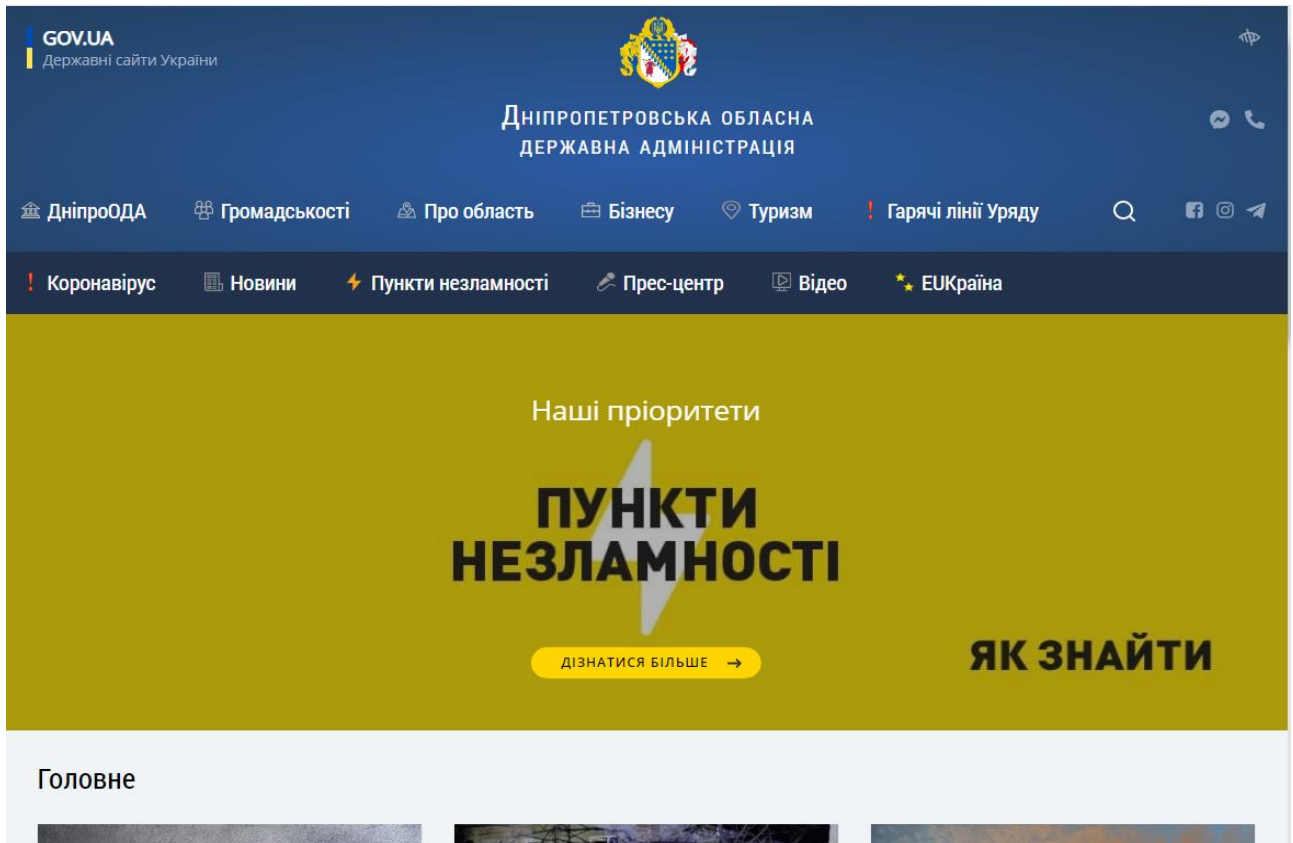 GOV.UA
Державні сайти України
Дніпропетровська обласна
державна адміністрація
ДніпроОДА Громадськості Про область Бізнесу Туризм Гарячі лінії Уряду
Коронавірус Новини Пункти незламності Прес-центр Відео EUКраїна
Наші пріоритети
ПУНКТИ
НЕЗЛАМНОСТІ
ДІЗНАТИСЯ БІЛЬШЕ →
ЯК ЗНАЙТИ
Головне